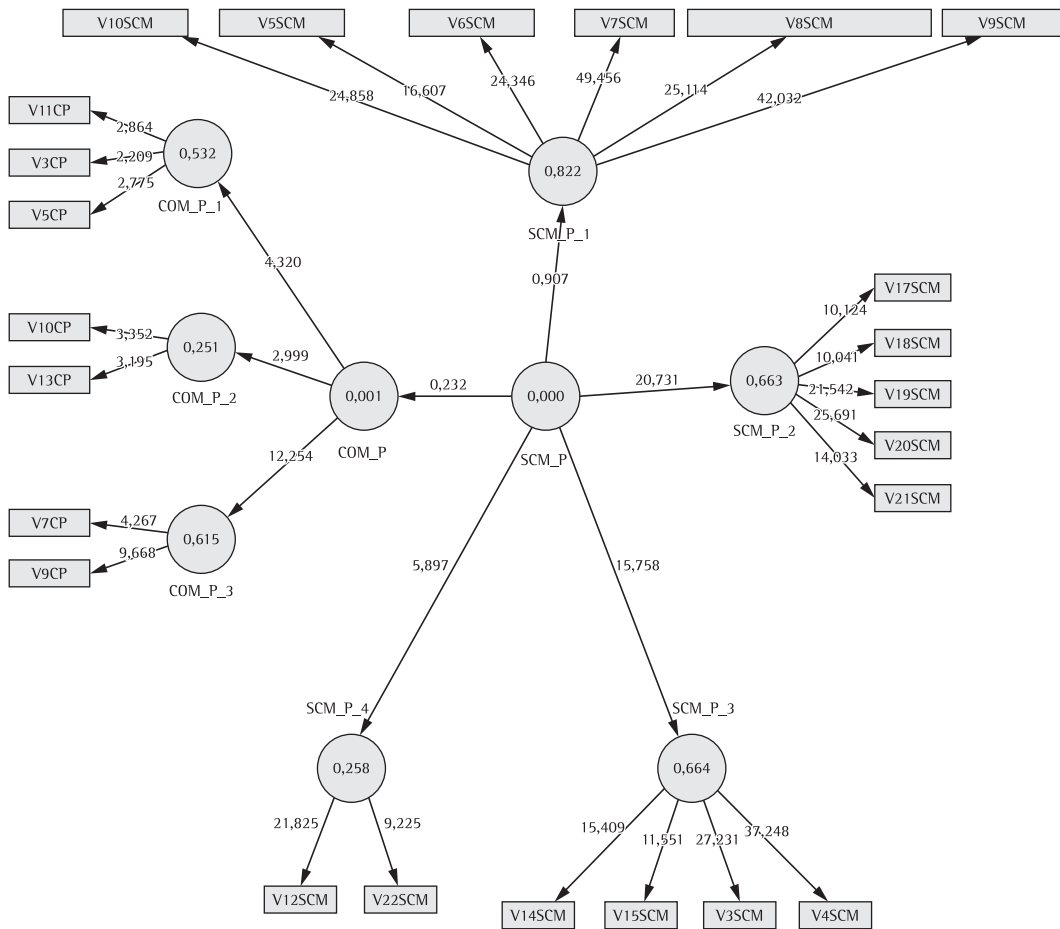 V10SCM V5SCM V6SCM V7SCM V8SCM V9SCM
24,858 16,607 24,346 49,456 25,114 42,032
V11CP
2,864
V3CP
2,209
V5CP
2,775
0,532
COM_P_1
0,822
SCM_P_1
4,320
0,907
V10CP
3,352
V13CP
3,195
0,251
COM_P_2
2,999
0,001
COM_P
0,232
0,000
SCM_P
20,731
0,663
SCM_P_2
10,124
V17SCM
10,041
V18SCM
21,542
V19SCM
25,691
V20SCM
14,033
V21SCM
12,254
V7CP
4,267
V9CP
9,668
0,615
COM_P_3
5,897
15,758
SCM_P_4
0,258
21,825
9,225
V12SCM V22SCM
SCM_P_3
0,664
15,409 11,551 27,231 37,248
V14SCM V15SCM V3SCM V4SCM